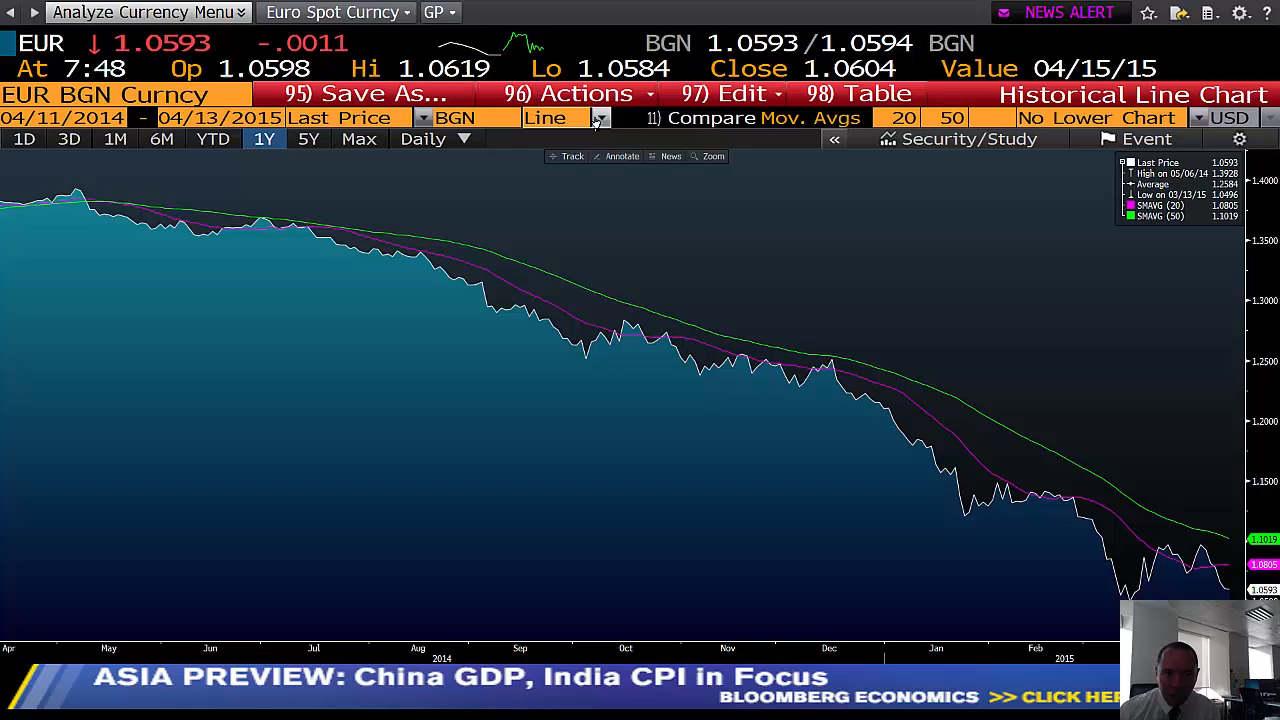 Analyze Currency Menu Euro Spot Curncy GP NEWS ALERT ?
EUR ↓ 1.0593 -.0011 BGN 1.0593/1.0594 BGN
At 7:48 Op 1.0598 Hi 1.0619 Lo 1.0584 Close 1.0604 Value 04/15/15
EUR BGN Curncy 95) Save As... 96) Actions 97) Edit 98) Table Historical Line Chart
04/11/2014 - 04/13/2015 Last Price BGN Line 11) Compare Mov. Avgs 20 50 No Lower Chart USD
1D 3D 1M 6M YTD 1Y 5Y Max Daily « Security/Study Event
Track Annotate News Zoom
Last Price 1.0593
High on 05/06/14 1.3928
Average 1.2584
Low on 03/13/15 1.0496
SMAVG (20) 1.0805
SMAVG (50) 1.1019
1.4000
1.3500
1.3000
1.2500
1.2000
1.1500
1.1019
1.0805
1.0593
Apr May Jun Jul Aug Sep Oct Nov Dec Jan Feb
2014 2015
ASIA PREVIEW: China GDP, India CPI in Focus
BLOOMBERG ECONOMICS >> CLICK HER